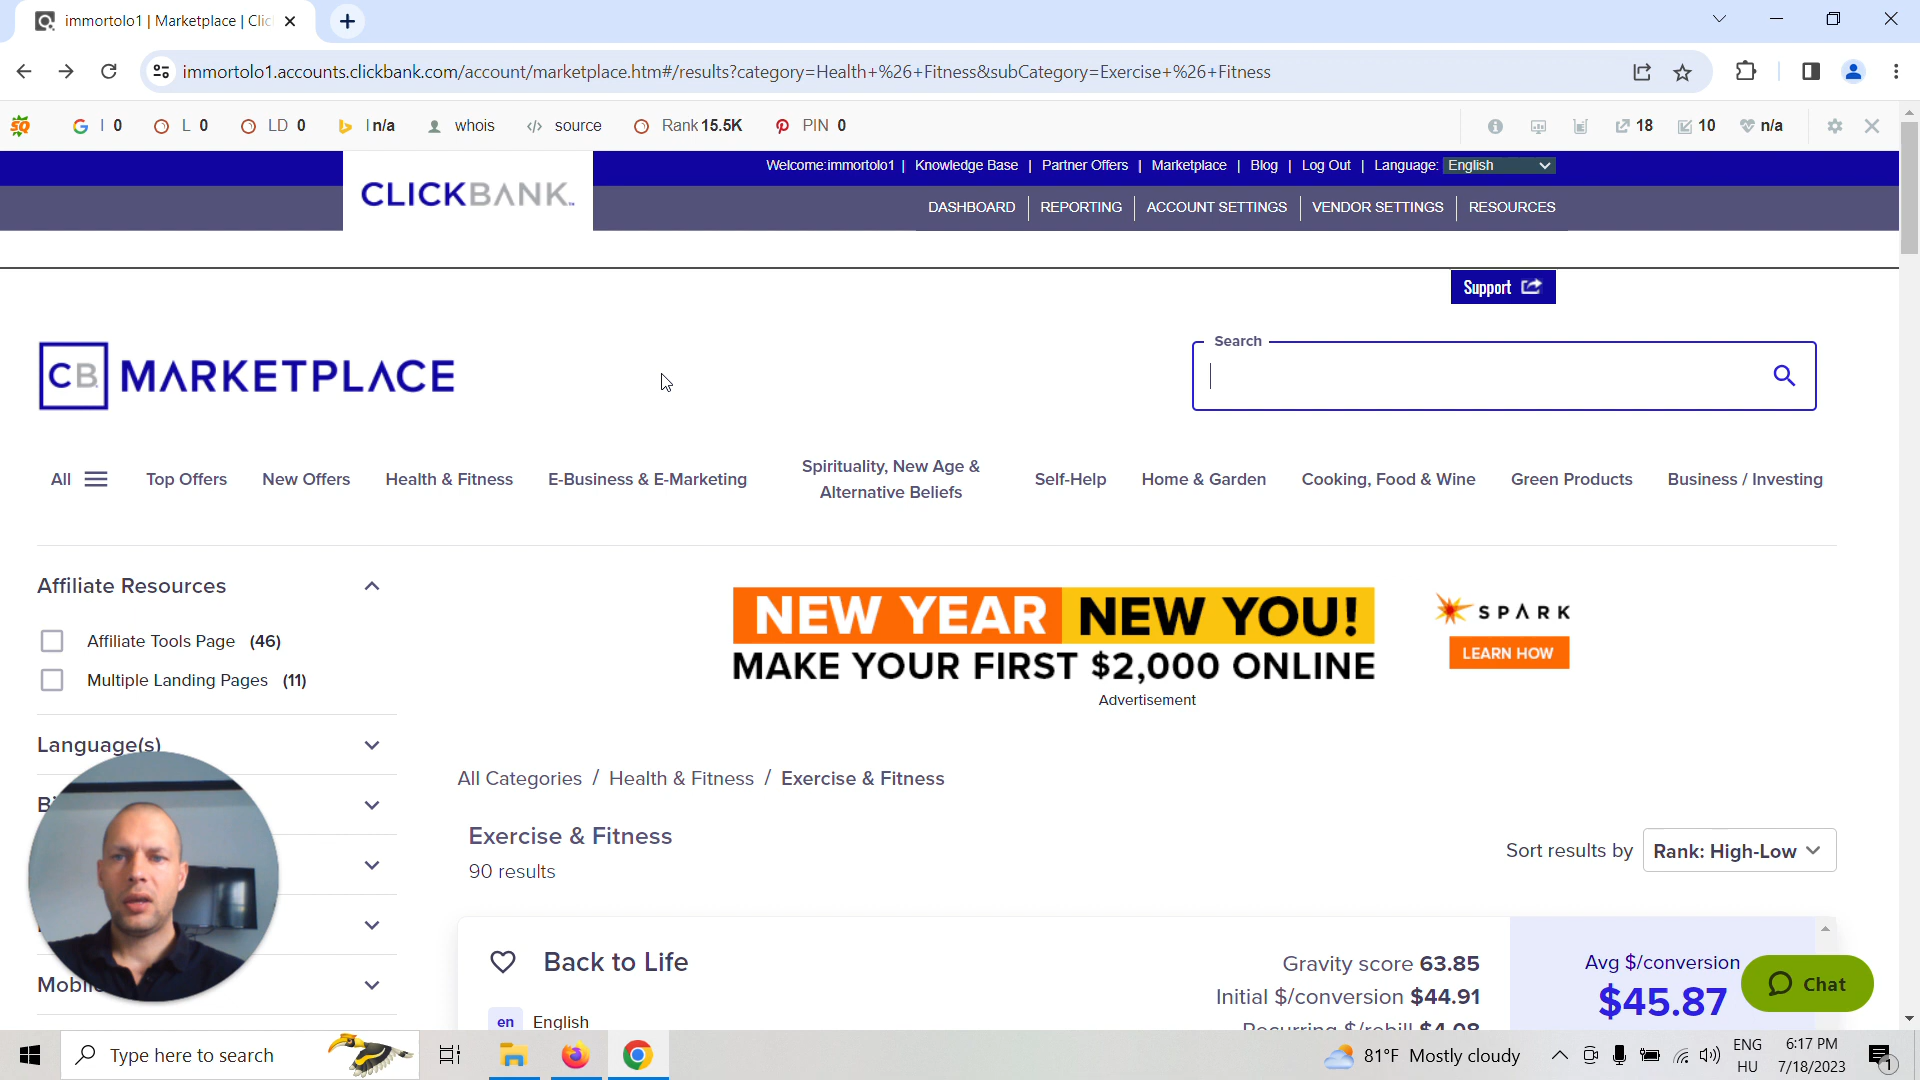 immortolo1 | Marketplace | Clic
immortolo1.accounts.clickbank.com/account/marketplace.htm#/results?category=Health+%26+Fitness&subCategory=Exercise+%26+Fitness
SQ I 0 L 0 LD 0 I n/a whois source Rank 15.5K PIN 0 18 10 n/a
Welcome:immortolo1 | Knowledge Base | Partner Offers | Marketplace | Blog | Log Out | Language: English
CLICKBANK
DASHBOARD REPORTING ACCOUNT SETTINGS VENDOR SETTINGS RESOURCES
Support
CB MARKETPLACE
Search
All Top Offers New Offers Health & Fitness E-Business & E-Marketing Spirituality, New Age & Self-Help Home & Garden Cooking, Food & Wine Green Products Business / Investing
Alternative Beliefs
Affiliate Resources
Affiliate Tools Page (46)
Multiple Landing Pages (11)
Language(s)
NEW YEAR NEW YOU!
MAKE YOUR FIRST $2,000 ONLINE
SPARK
LEARN HOW
Advertisement
All Categories / Health & Fitness / Exercise & Fitness
Exercise & Fitness
90 results
Sort results by Rank: High-Low
Back to Life
en English
Gravity score 63.85
Initial $/conversion $44.91
Recurring $/rebill $4.08
Avg $/conversion
$45.87
Chat
Type here to search
81°F Mostly cloudy
ENG
HU
6:17 PM
7/18/2023
1